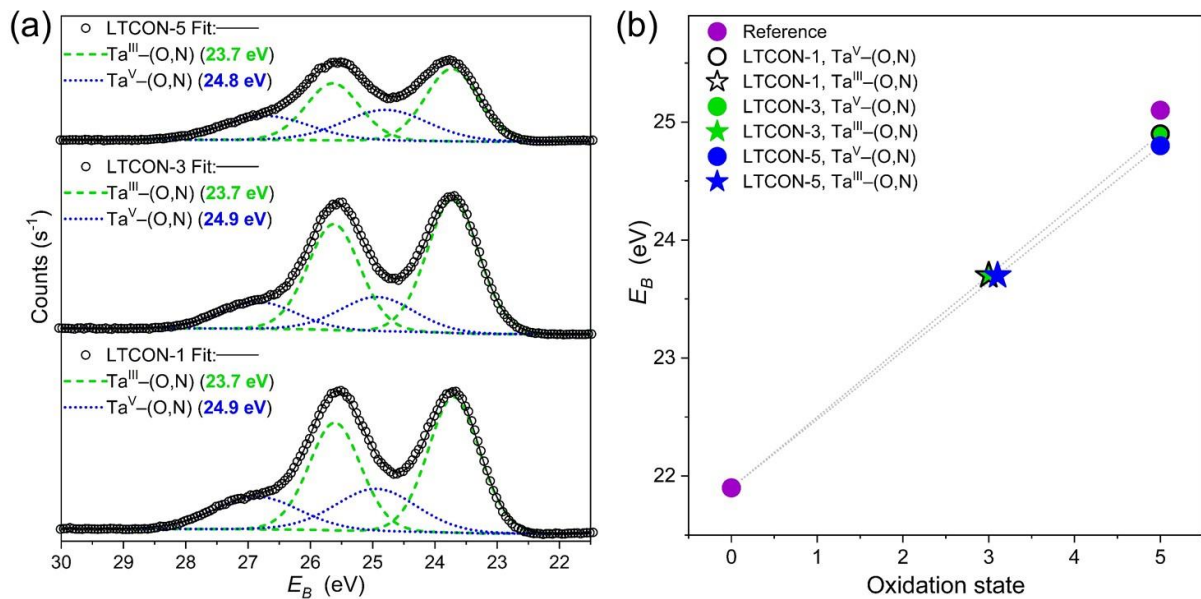 (a)
LTCON-5 Fit:
Ta^III–(O,N) (23.7 eV)
Ta^V–(O,N) (24.8 eV)
LTCON-3 Fit:
Ta^III–(O,N) (23.7 eV)
Ta^V–(O,N) (24.9 eV)
LTCON-1 Fit:
Ta^III–(O,N) (23.7 eV)
Ta^V–(O,N) (24.9 eV)
Counts (s⁻¹)
30 29 28 27 26 25 24 23 22
E_B (eV)
(b)
Reference
LTCON-1, Ta^V–(O,N)
LTCON-1, Ta^III–(O,N)
LTCON-3, Ta^V–(O,N)
LTCON-3, Ta^III–(O,N)
LTCON-5, Ta^V–(O,N)
LTCON-5, Ta^III–(O,N)
25
24
23
22
E_B (eV)
0 1 2 3 4 5
Oxidation state